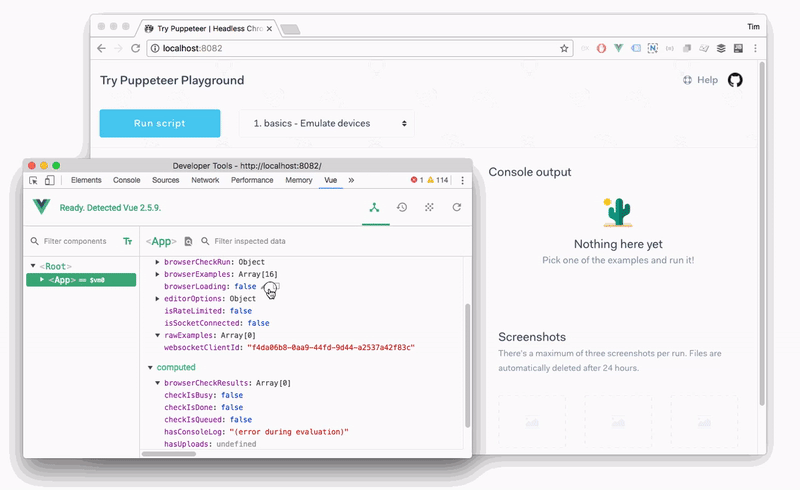 Try Puppeteer | Headless Chro
Tim
localhost:8082
Try Puppeteer Playground
Help
Run script
1. basics - Emulate devices
Developer Tools - http://localhost:8082/
Elements Console Sources Network Performance Memory Vue » 1 114
Ready. Detected Vue 2.5.9.
Filter components
<App> Filter inspected data
<Root>
<App> == $vm0
browserCheckRun: Object
browserExamples: Array[16]
browserLoading: false
editorOptions: Object
isRateLimited: false
isSocketConnected: false
rawExamples: Array[0]
websocketClientId: "f4da06b8-0aa9-44fd-9d44-a2537a42f83c"
computed
browserCheckResults: Array[0]
checkIsBusy: false
checkIsDone: false
checkIsQueued: false
hasConsoleLog: "(error during evaluation)"
hasUploads: undefined
Console output
Nothing here yet
Pick one of the examples and run it!
Screenshots
There's a maximum of three screenshots per run. Files are
automatically deleted after 24 hours.